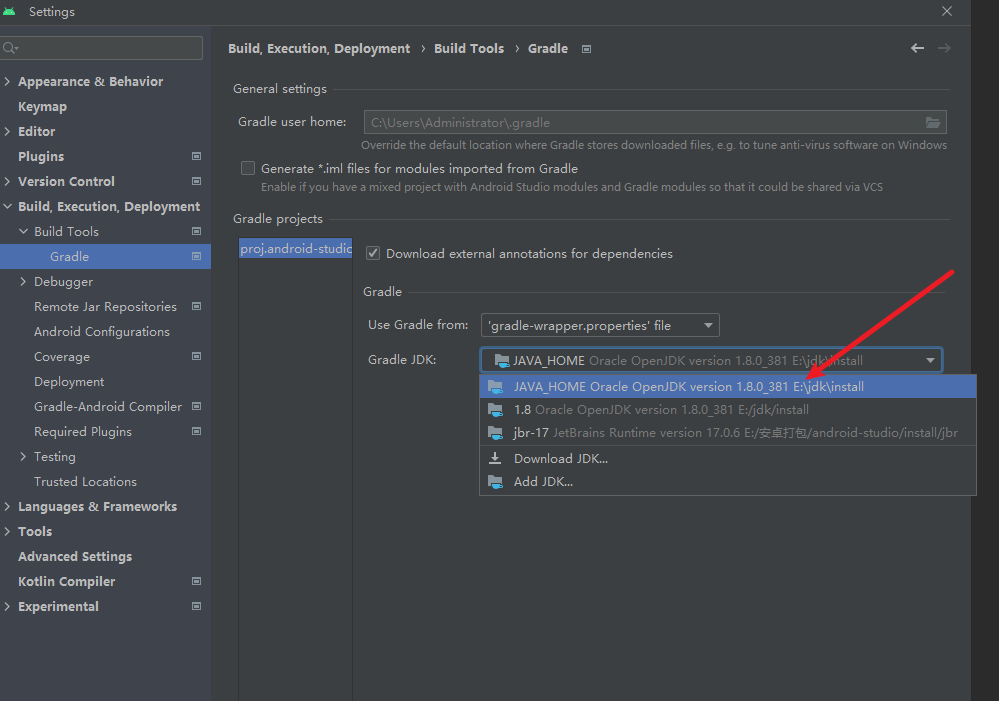 Settings
Build, Execution, Deployment › Build Tools › Gradle
Appearance & Behavior
Keymap
Editor
Plugins
Version Control
Build, Execution, Deployment
Build Tools
Gradle
Debugger
Remote Jar Repositories
Android Configurations
Coverage
Deployment
Gradle-Android Compiler
Required Plugins
Testing
Trusted Locations
Languages & Frameworks
Tools
Advanced Settings
Kotlin Compiler
Experimental
General settings
Gradle user home: C:\Users\Administrator\.gradle
Override the default location where Gradle stores downloaded files, e.g. to tune anti-virus software on Windows
Generate *.iml files for modules imported from Gradle
Enable if you have a mixed project with Android Studio modules and Gradle modules so that it could be shared via VCS
Gradle projects
proj.android-studio
Download external annotations for dependencies
Gradle
Use Gradle from: 'gradle-wrapper.properties' file
Gradle JDK: JAVA_HOME Oracle OpenJDK version 1.8.0_381 E:\jdk\install
JAVA_HOME Oracle OpenJDK version 1.8.0_381 E:\jdk\install
1.8 Oracle OpenJDK version 1.8.0_381 E:/jdk/install
jbr-17 JetBrains Runtime version 17.0.6 E:/安卓打包/android-studio/install/jbr
Download JDK...
Add JDK...